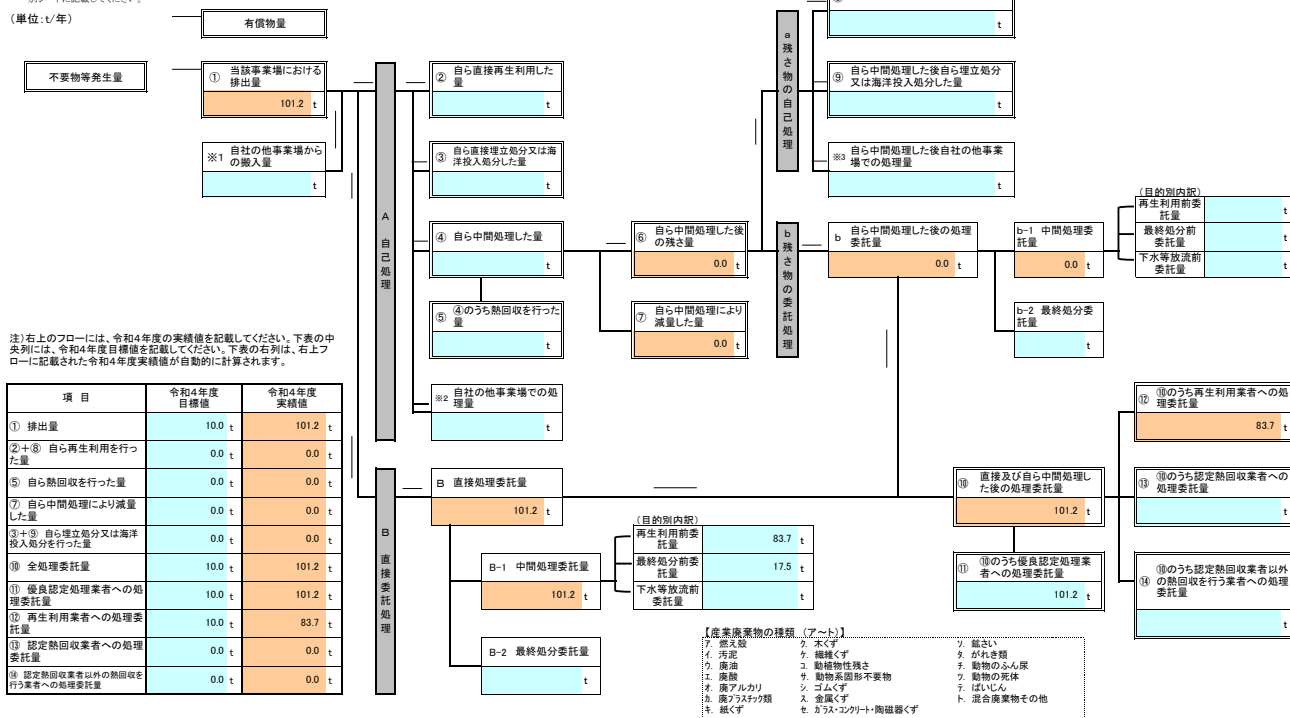 別シートに記載してください。
(単位:t/年)
有償物量
不要物等発生量
① 当該事業場における
排出量
101.2 t
※1 自社の他事業場から
の搬入量
t
A 自己処理
② 自ら直接再生利用した
量
t
③ 自ら直接埋立処分又は海
洋投入処分した量
t
④ 自ら中間処理した量
t
⑤ ④のうち熱回収を行った
量
t
※2 自社の他事業場での処
理量
t
⑥ 自ら中間処理した後
の残さ量
0.0 t
⑦ 自ら中間処理により
減量した量
0.0 t
a 残さ物の自己処理
t
⑨ 自ら中間処理した後自ら埋立処分
又は海洋投入処分した量
t
※3 自ら中間処理した後自社の他事業
場での処理量
t
b 残さ物の委託処理
b 自ら中間処理した後の処理
委託量
0.0 t
b-1 中間処理委
託量
0.0 t
b-2 最終処分委
託量
t
(目的別内訳)
再生利用前委
託量
t
最終処分前
委託量
t
下水等放流前
委託量
t
注)右上のフローには、令和4年度の実績値を記載してください。下表の中
央列には、令和4年度目標値を記載してください。下表の右列は、右上フ
ローに記載された令和4年度実績値が自動的に計算されます。
項 目 令和4年度
目標値 令和4年度
実績値
① 排出量 10.0 t 101.2 t
②+⑧ 自ら再生利用を行っ
た量 0.0 t 0.0 t
⑤ 自ら熱回収を行った量 0.0 t 0.0 t
⑦ 自ら中間処理により減量
した量 0.0 t 0.0 t
③+⑨ 自ら埋立処分又は海洋
投入処分を行った量 0.0 t 0.0 t
⑩ 全処理委託量 10.0 t 101.2 t
⑪ 優良認定処理業者への処
理委託量 10.0 t 101.2 t
⑫ 再生利用業者への処理委
託量 10.0 t 83.7 t
⑬ 認定熱回収業者への処理
委託量 0.0 t 0.0 t
⑭ 認定熱回収業者以外の熱回収を
行う業者への処理委託量 0.0 t 0.0 t
B 直接委託処理
B 直接処理委託量
101.2 t
B-1 中間処理委託量
101.2 t
B-2 最終処分委託量
t
(目的別内訳)
再生利用前委
託量 83.7 t
最終処分前委
託量 17.5 t
下水等放流前
委託量 t
⑩ 直接及び自ら中間処理し
た後の処理委託量
101.2 t
⑪ ⑩のうち優良認定処理業
者への処理委託量
101.2 t
⑫ ⑩のうち再生利用業者への処
理委託量
83.7 t
⑬ ⑩のうち認定熱回収業者への
処理委託量
t
⑭ ⑩のうち認定熱回収業者以外
の熱回収を行う業者への処理
委託量
t
【産業廃棄物の種類 (ア~ト)】
ア. 燃え殻 ク. 木くず ソ. 鉱さい
イ. 汚泥 ケ. 繊維くず タ. がれき類
ウ. 廃油 コ. 動植物性残さ チ. 動物のふん尿
エ. 廃酸 サ. 動物系固形不要物 ツ. 動物の死体
オ. 廃アルカリ シ. ゴムくず テ. ばいじん
カ. 廃プラスチック類 ス. 金属くず ト. 混合廃棄物その他
キ. 紙くず セ. ガラス・コンクリート・陶磁器くず